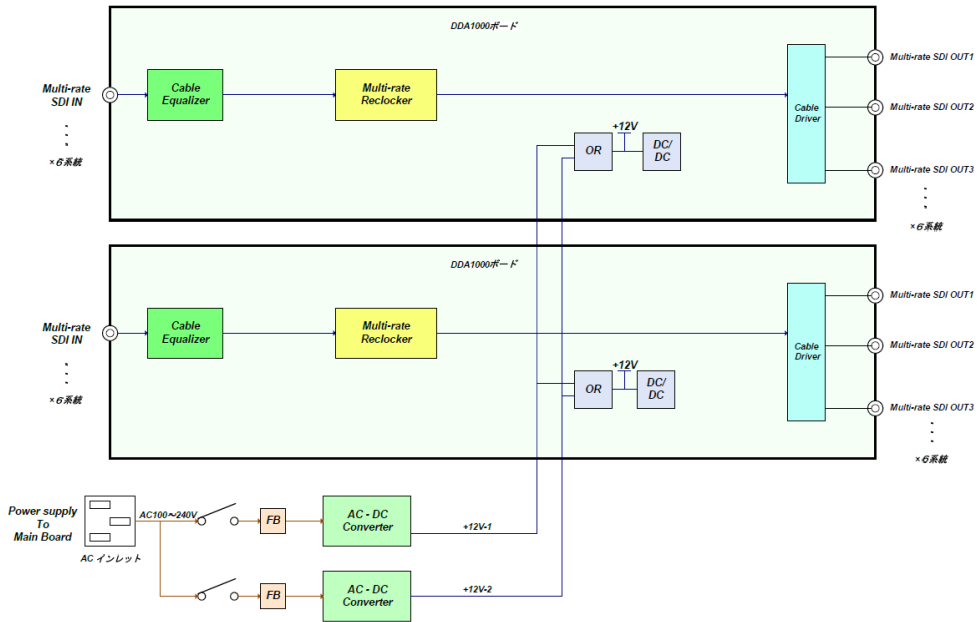 DDA1000ボード
Multi-rate
SDI IN
×6系統
Cable
Equalizer
Multi-rate
Reclocker
+12V
OR
DC/
DC
Cable
Driver
Multi-rate SDI OUT1
Multi-rate SDI OUT2
Multi-rate SDI OUT3
×6系統
DDA1000ボード
Multi-rate
SDI IN
×6系統
Cable
Equalizer
Multi-rate
Reclocker
+12V
OR
DC/
DC
Cable
Driver
Multi-rate SDI OUT1
Multi-rate SDI OUT2
Multi-rate SDI OUT3
×6系統
Power supply
To
Main Board
AC インレット
AC100～240V
FB
AC - DC
Converter
+12V-1
FB
AC - DC
Converter
+12V-2